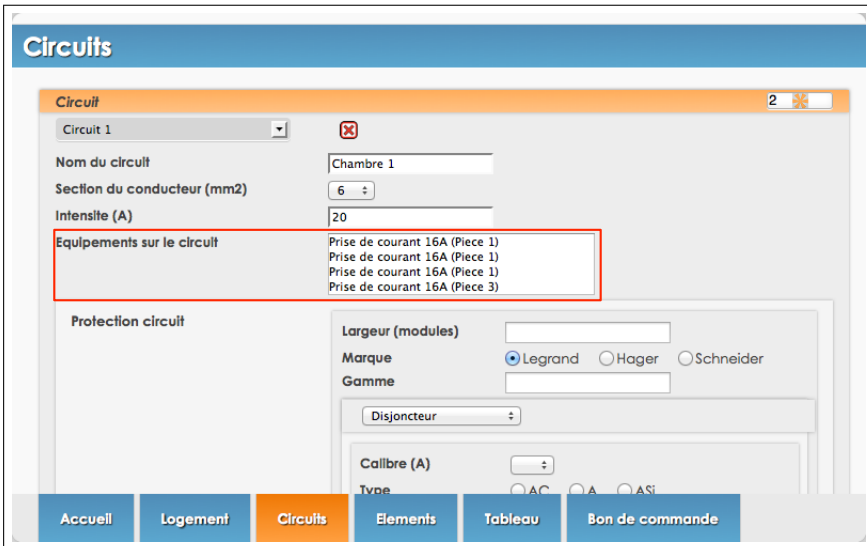 Circuits
Circuit
2
Circuit 1
Nom du circuit
Chambre 1
Section du conducteur (mm2)
6
Intensite (A)
20
Equipements sur le circuit
Prise de courant 16A (Piece 1)
Prise de courant 16A (Piece 1)
Prise de courant 16A (Piece 1)
Prise de courant 16A (Piece 3)
Protection circuit
Largeur (modules)
Marque
Legrand Hager Schneider
Gamme
Disjoncteur
Calibre (A)
Type
AC A ASi
Accueil Logement Circuits Elements Tableau Bon de commande